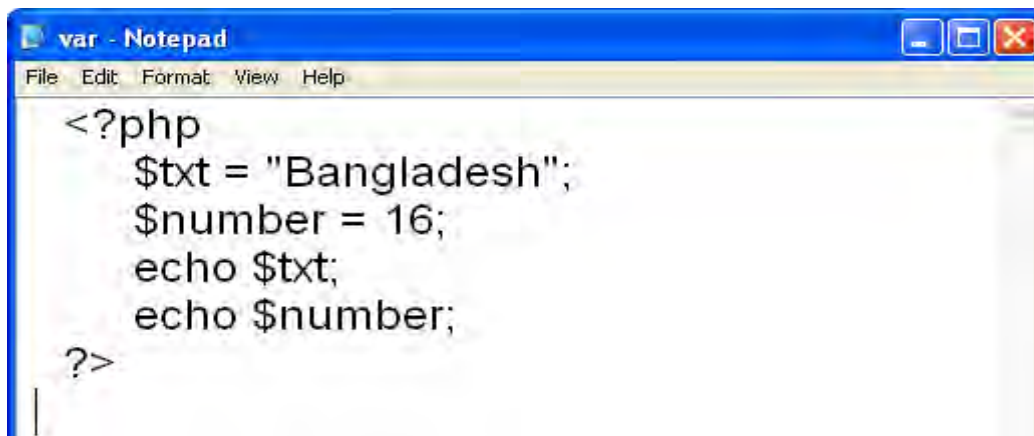 var - Notepad
File Edit Format View Help
<?php
$txt = "Bangladesh";
$number = 16;
echo $txt;
echo $number;
?>